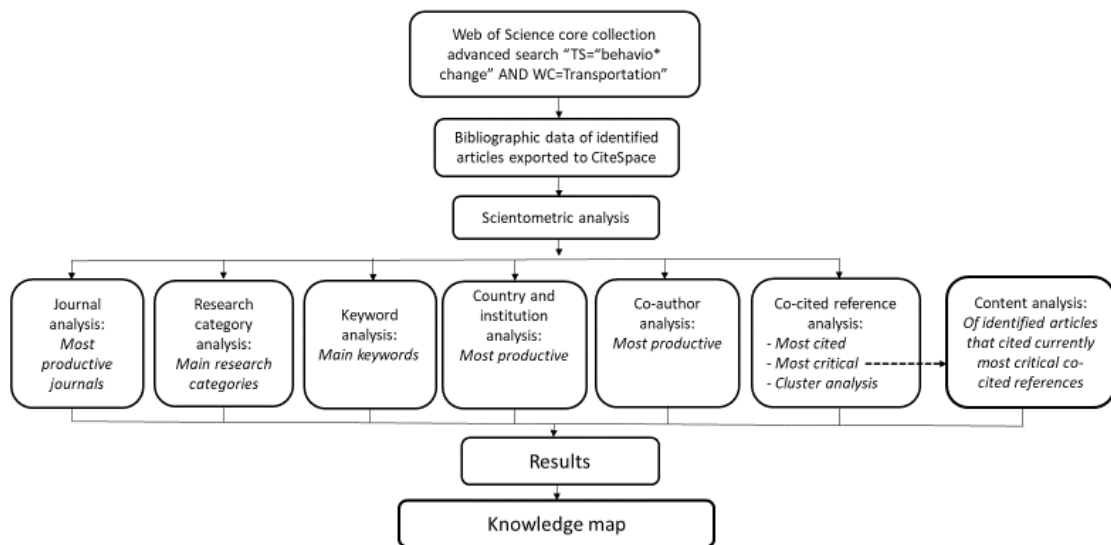 Web of Science core collection
advanced search “TS=“behavio*
change” AND WC=Transportation”
Bibliographic data of identified
articles exported to CiteSpace
Scientometric analysis
Journal
analysis:
Most
productive
journals
Research
category
analysis:
Main research
categories
Keyword
analysis:
Main keywords
Country and
institution
analysis:
Most productive
Co-author
analysis:
Most productive
Co-cited reference
analysis:
- Most cited
- Most critical
- Cluster analysis
Content analysis:
Of identified articles
that cited currently
most critical co-
cited references
Results
Knowledge map